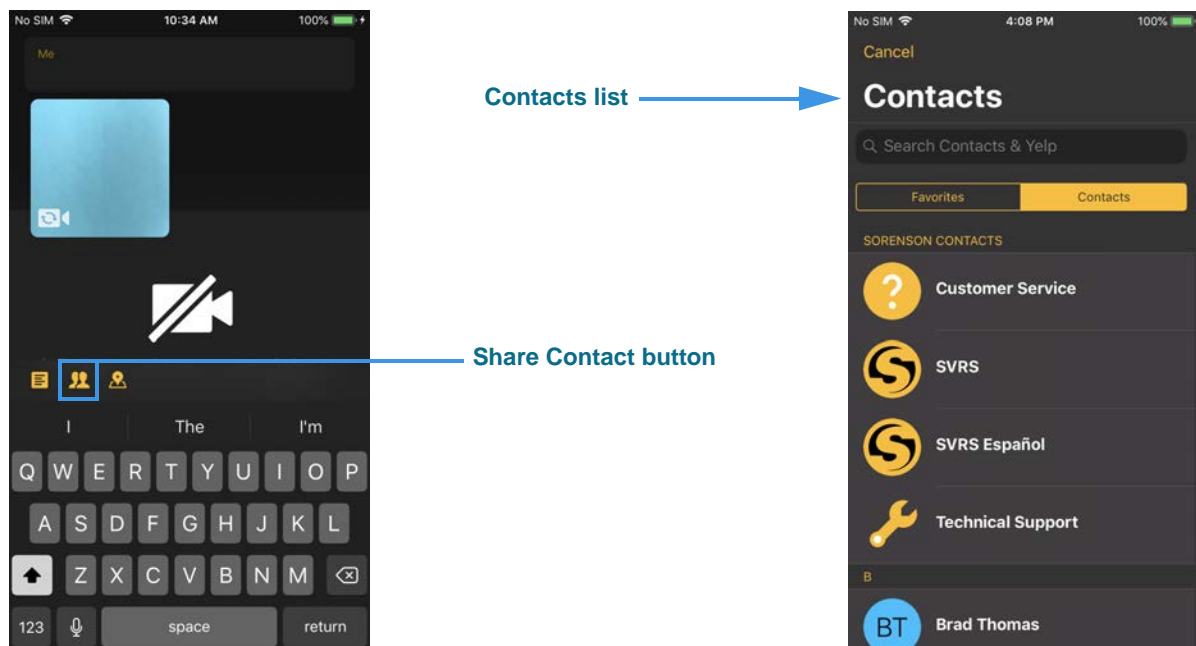 No SIM 10:34 AM 100%
Me
I The I'm
Q W E R T Y U I O P
A S D F G H J K L
Z X C V B N M
123 space return
Contacts list
Share Contact button
No SIM 4:08 PM 100%
Cancel
Contacts
Search Contacts & Yelp
Favorites Contacts
SORENSON CONTACTS
? Customer Service
SVRS
SVRS Español
Technical Support
B
BT Brad Thomas